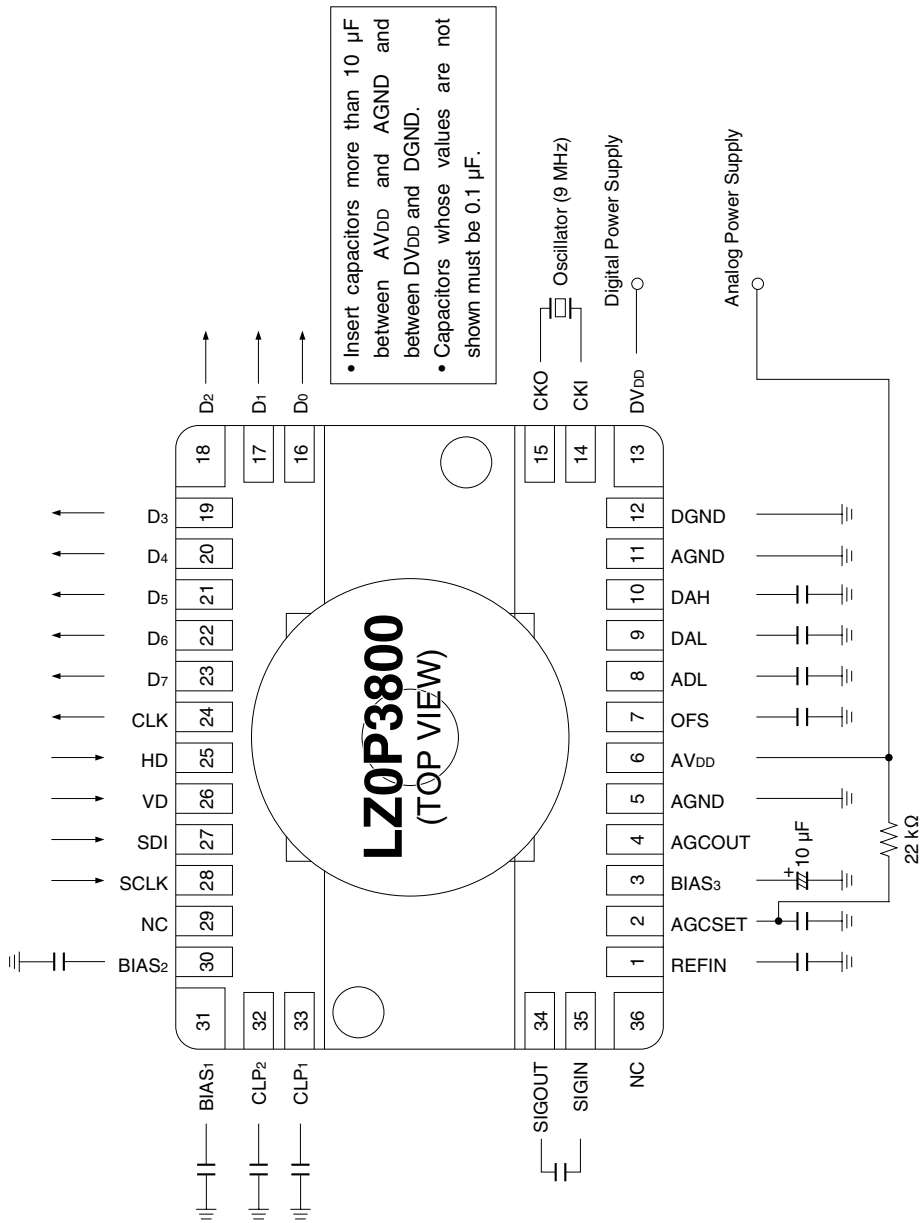 • Insert capacitors more than 10 µF
between AVDD and AGND and
between DVDD and DGND.
• Capacitors whose values are not
shown must be 0.1 µF.
D2
D1
D0
18
17
16
CKO
CKI
Oscillator (9 MHz)
15
14
Digital Power Supply
DVDD
13
Analog Power Supply
D3
D4
D5
D6
D7
CLK
HD
VD
SDI
SCLK
NC
BIAS2
19
20
21
22
23
24
25
26
27
28
29
30
LZ0P3800
(TOP VIEW)
12
11
10
9
8
7
6
5
4
3
2
1
DGND
AGND
DAH
DAL
ADL
OFS
AVDD
AGND
AGCOUT
BIAS3
AGCSET
REFIN
+
10 µF
22 kΩ
31
32
33
BIAS1
CLP2
CLP1
34
35
36
SIGOUT
SIGIN
NC